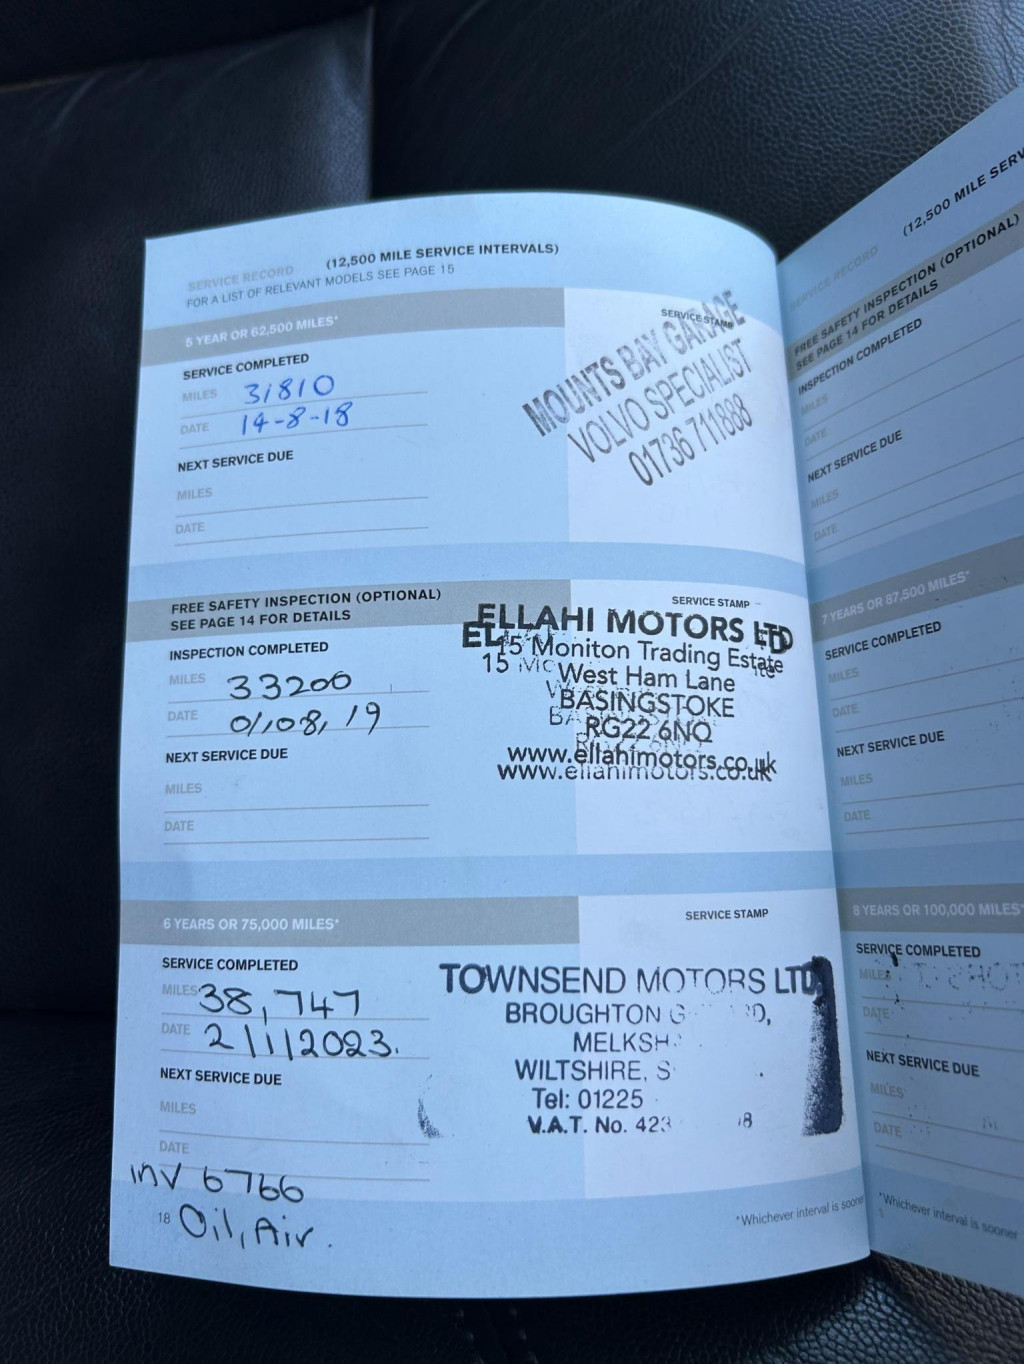 SERVICE RECORD (12,500 MILE SERVICE INTERVALS)
FOR A LIST OF RELEVANT MODELS SEE PAGE 15
5 YEAR OR 62,500 MILES*
SERVICE STAMP
SERVICE COMPLETED
MILES 31810
DATE 14-8-18
NEXT SERVICE DUE
MILES
DATE
MOUNTS BAY GARAGE
VOLVO SPECIALIST
01736 711888
FREE SAFETY INSPECTION (OPTIONAL)
SEE PAGE 14 FOR DETAILS
SERVICE STAMP
INSPECTION COMPLETED
MILES 33200
DATE 01,08,19
NEXT SERVICE DUE
MILES
DATE
ELLAHI MOTORS LTD
15 Moniton Trading Estate
West Ham Lane
BASINGSTOKE
RG22 6NQ
www.ellahimotors.co.uk
www.ellahimotors.co.uk
6 YEARS OR 75,000 MILES*
SERVICE STAMP
SERVICE COMPLETED
MILES 38,747
DATE 2/1/2023.
NEXT SERVICE DUE
MILES
DATE
TOWNSEND MOTORS LTD
BROUGHTON
WILTSHIRE,
Tel: 01225
V.A.T. No.
inv 6766
Oil, Air.
18
*Whichever interval is sooner
SERVICE RECORD (12,500 MILE
FREE SAFETY INSPECTION (OPTIONAL)
SEE PAGE 14 FOR DETAILS
INSPECTION COMPLETED
MILES
DATE
NEXT SERVICE DUE
MILES
DATE
7 YEARS OR 87,500 MILES*
SERVICE COMPLETED
MILES
DATE
NEXT SERVICE DUE
MILES
DATE
8 YEARS OR 100,000 MILES*
SERVICE COMPLETED
MILES
DATE
NEXT SERVICE DUE
MILES
DATE
*Whichever interval is sooner